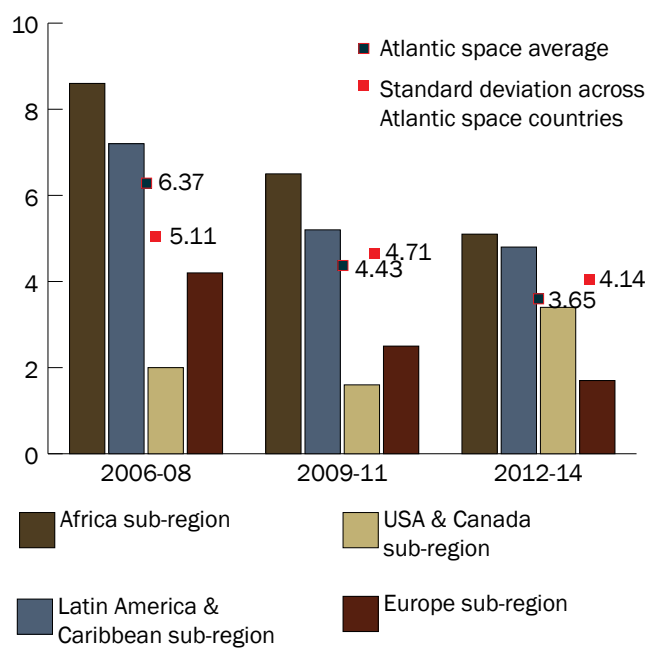 10
Atlantic space average
Standard deviation across
Atlantic space countries
8
6.37
6
5.11
4.71
4.43
4.14
4
3.65
2
0
2006-08 2009-11 2012-14
Africa sub-region
USA & Canada
sub-region
Latin America &
Caribbean sub-region
Europe sub-region